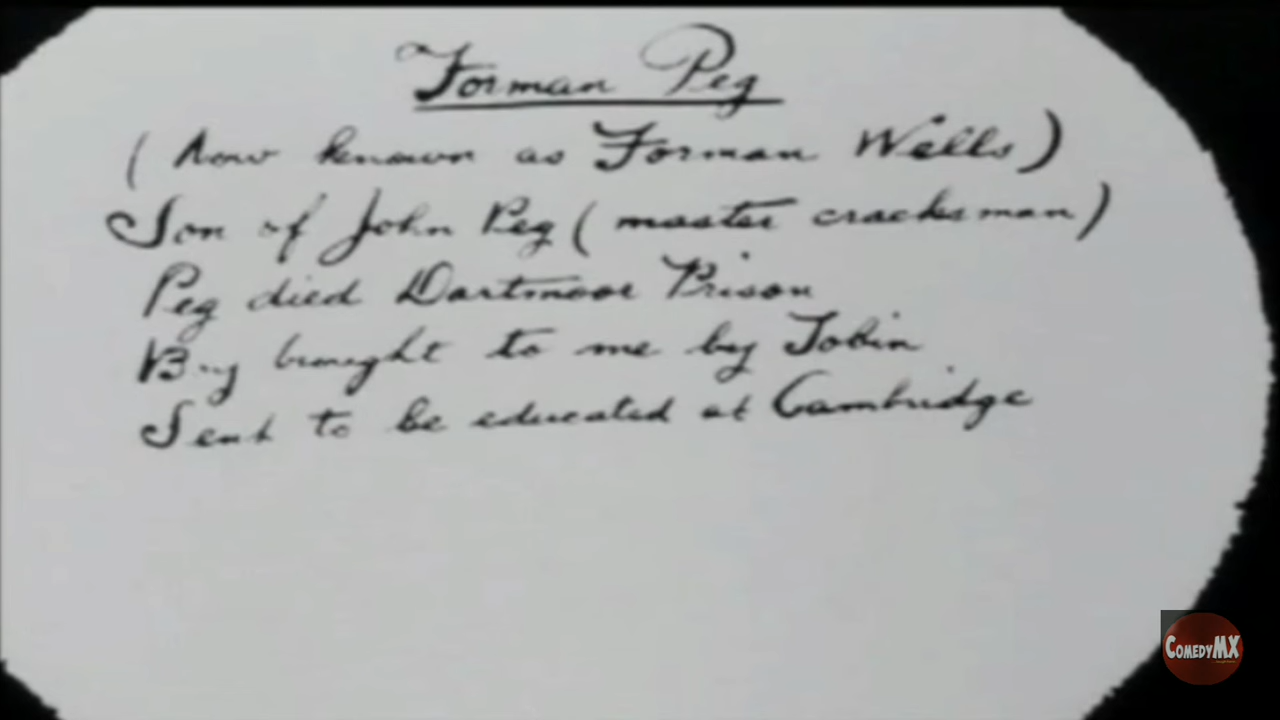 Forman Peg
(Now known as Forman Wells)
Son of John Peg (master cracksman)
Peg died Dartmoor Prison
Boy brought to me by Tobin
Sent to be educated at Cambridge
COMEDYMX